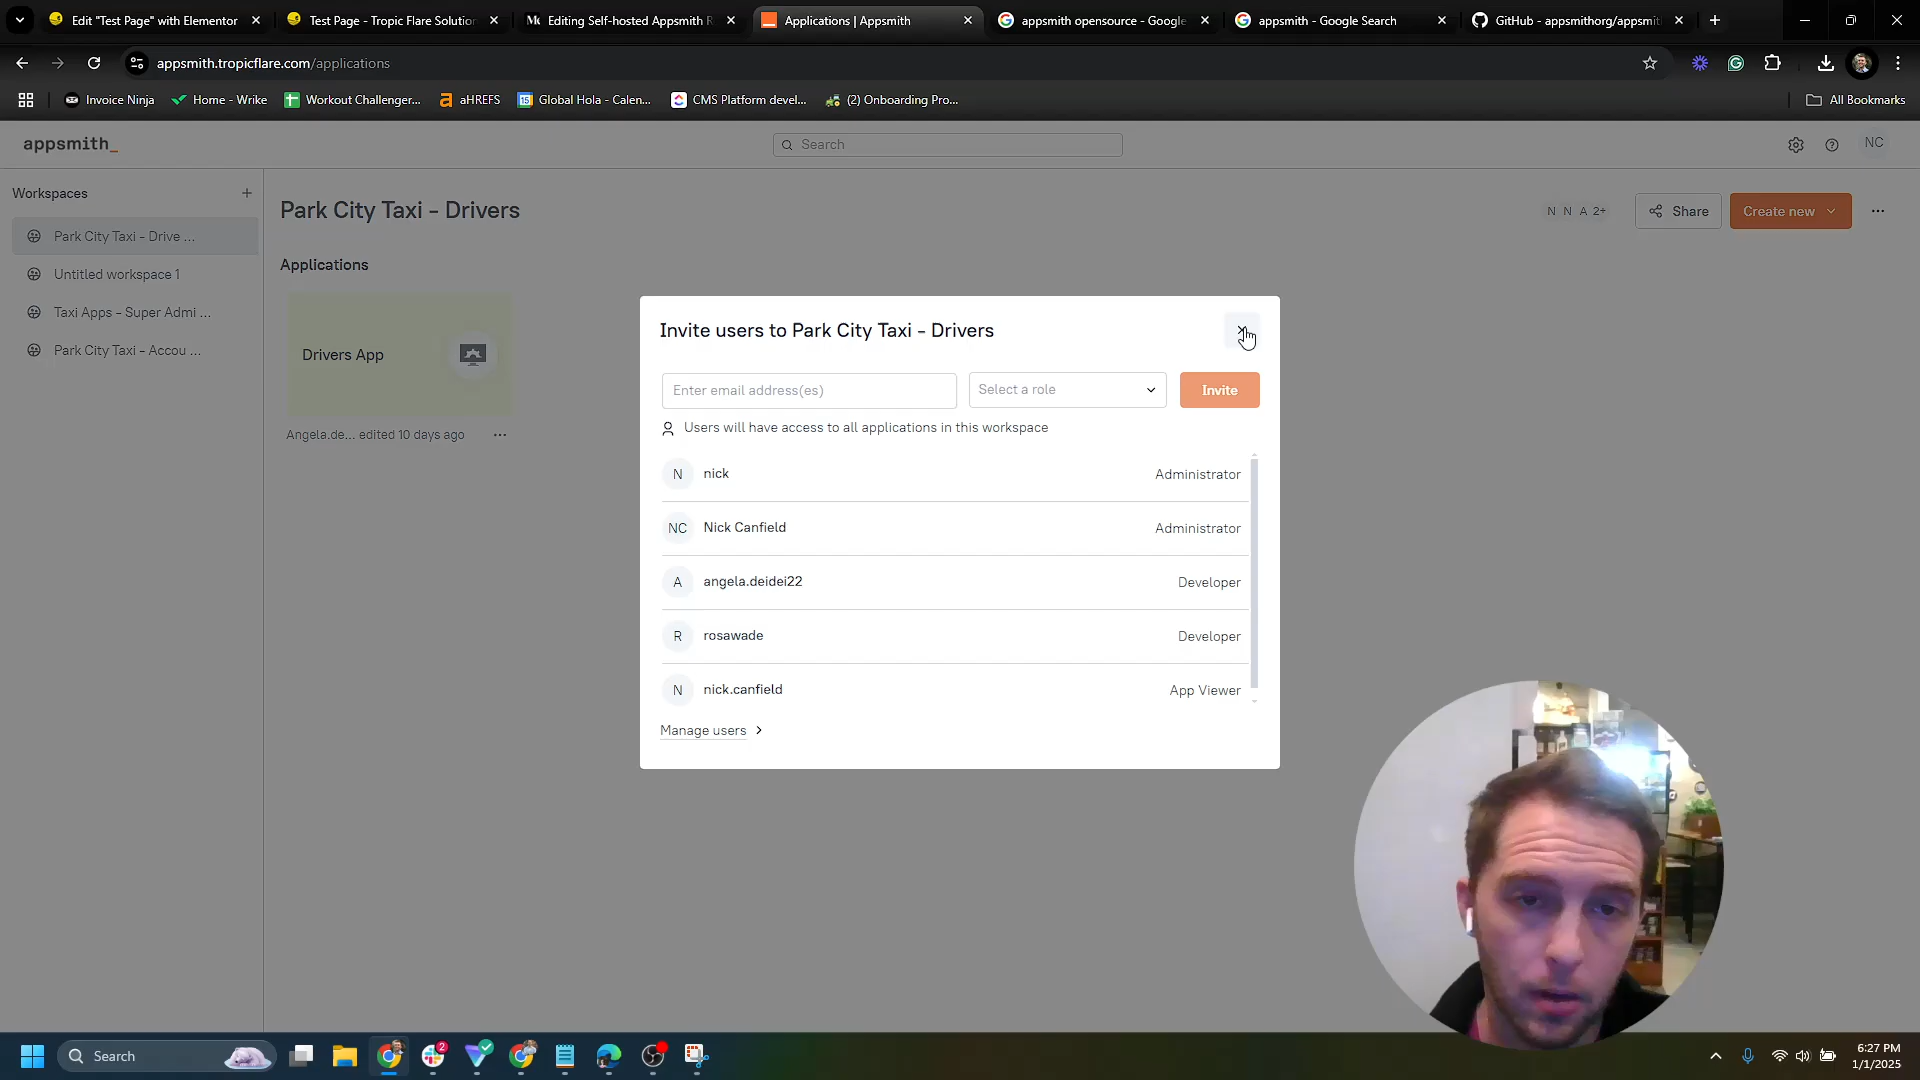 Edit "Test Page" with Elementor
Test Page - Tropic Flare Solution
Editing Self-hosted Appsmith R
Applications | Appsmith
appsmith opensource - Google
appsmith - Google Search
GitHub - appsmithorg/appsmit
appsmith.tropicflare.com/applications
Invoice Ninja
Home - Wrike
Workout Challenger...
aHREFS
Global Hola - Calen...
CMS Platform devel...
(2) Onboarding Pro...
All Bookmarks
appsmith_
Search
NC
Workspaces
Park City Taxi - Drivers
N N A 2+
Share
Create new
Park City Taxi - Drive ...
Untitled workspace 1
Taxi Apps - Super Admi ...
Park City Taxi - Accou ...
Applications
Drivers App
Angela.de... edited 10 days ago
Invite users to Park City Taxi - Drivers
Enter email address(es)
Select a role
Invite
Users will have access to all applications in this workspace
N nick Administrator
NC Nick Canfield Administrator
A angela.deidei22 Developer
R rosawade Developer
N nick.canfield App Viewer
Manage users
Search
2
6:27 PM
1/1/2025